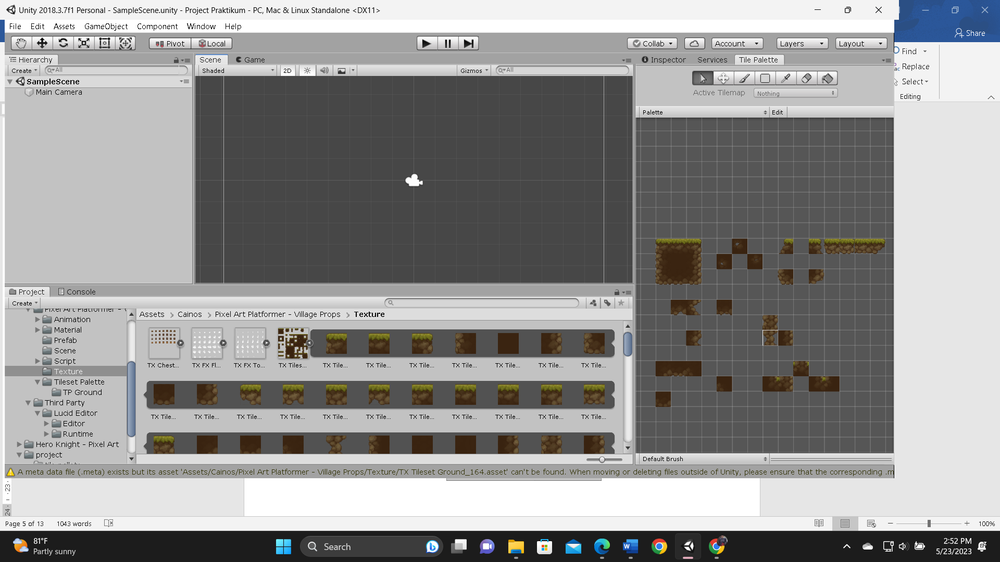 Unity 2018.3.7f1 Personal - SampleScene.unity - Project Praktikum - PC, Mac & Linux Standalone <DX11>
File Edit Assets GameObject Component Window Help
Share
Pivot Local
Collab Account Layers Layout
Find
Hierarchy
Scene Game
Inspector Services Tile Palette
Create All
Shaded 2D Gizmos All
Replace
SampleScene
Main Camera
Select
Active Tilemap Nothing
Editing
Palette Edit
Project Console
Create
Pixel Art Platformer -
Animation
Material
Prefab
Scene
Script
Texture
Tileset Palette
TP Ground
Third Party
Lucid Editor
Editor
Runtime
Hero Knight - Pixel Art
project
Assets Cainos Pixel Art Platformer - Village Props Texture
TX Chest... TX FX Fl... TX FX To... TX Tiles... TX Tile... TX Tile... TX Tile... TX Tile... TX Tile... TX Tile... TX Tile...
TX Tile... TX Tile... TX Tile... TX Tile... TX Tile... TX Tile... TX Tile... TX Tile... TX Tile... TX Tile... TX Tile...
Default Brush
A meta data file (.meta) exists but its asset 'Assets/Cainos/Pixel Art Platformer - Village Props/Texture/TX Tileset Ground_164.asset' can't be found. When moving or deleting files outside of Unity, please ensure that the corresponding .m
23
24
Page 5 of 13 1043 words
100%
81°F
Partly sunny
Search
2:52 PM
5/23/2023